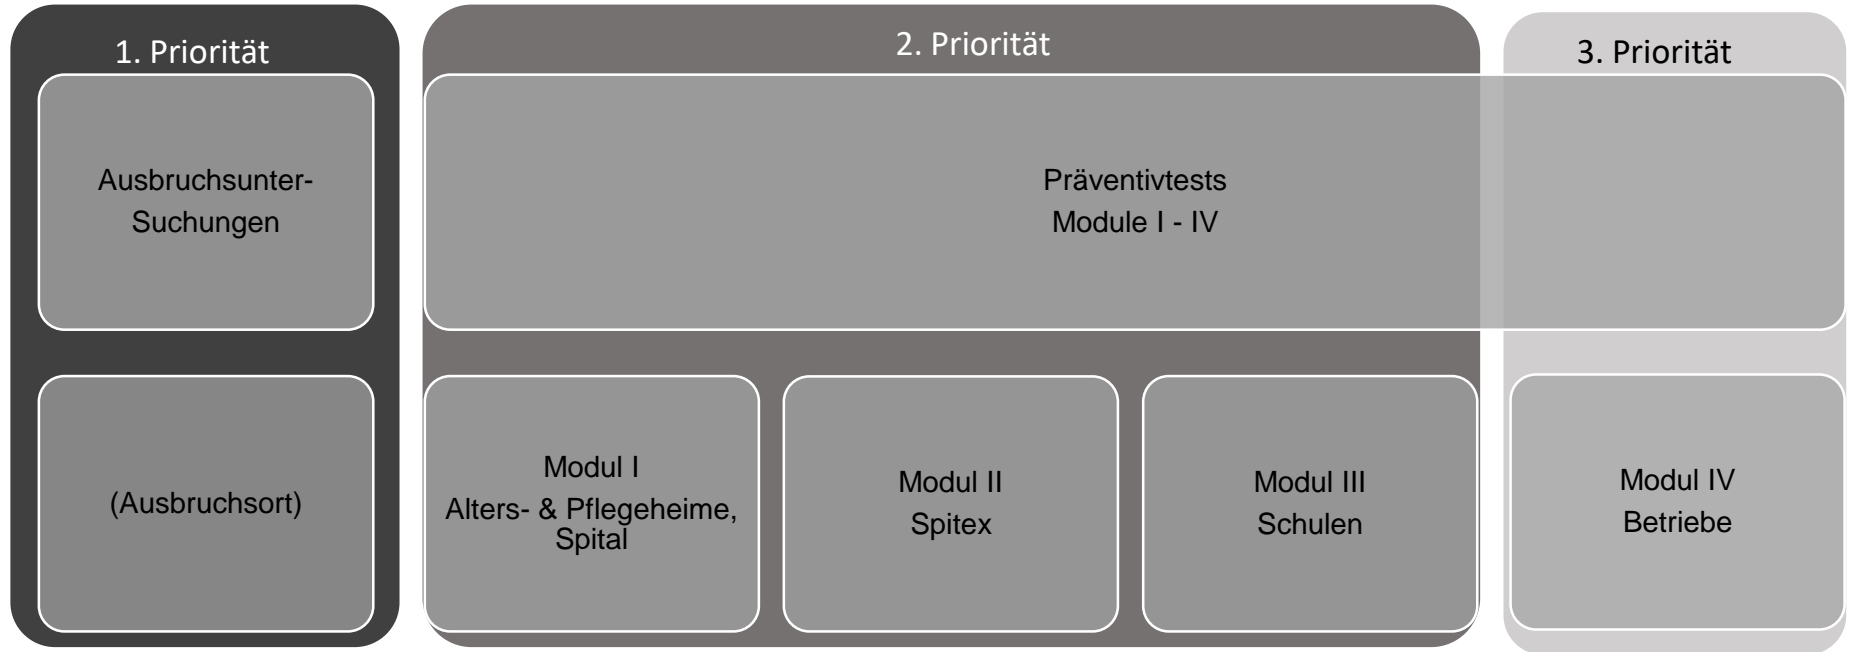 1. Priorität
2. Priorität
3. Priorität
Ausbruchsunter-
Suchungen
Präventivtests
Module I - IV
(Ausbruchsort)
Modul I
Alters- & Pflegeheime,
Spital
Modul II
Spitex
Modul III
Schulen
Modul IV
Betriebe